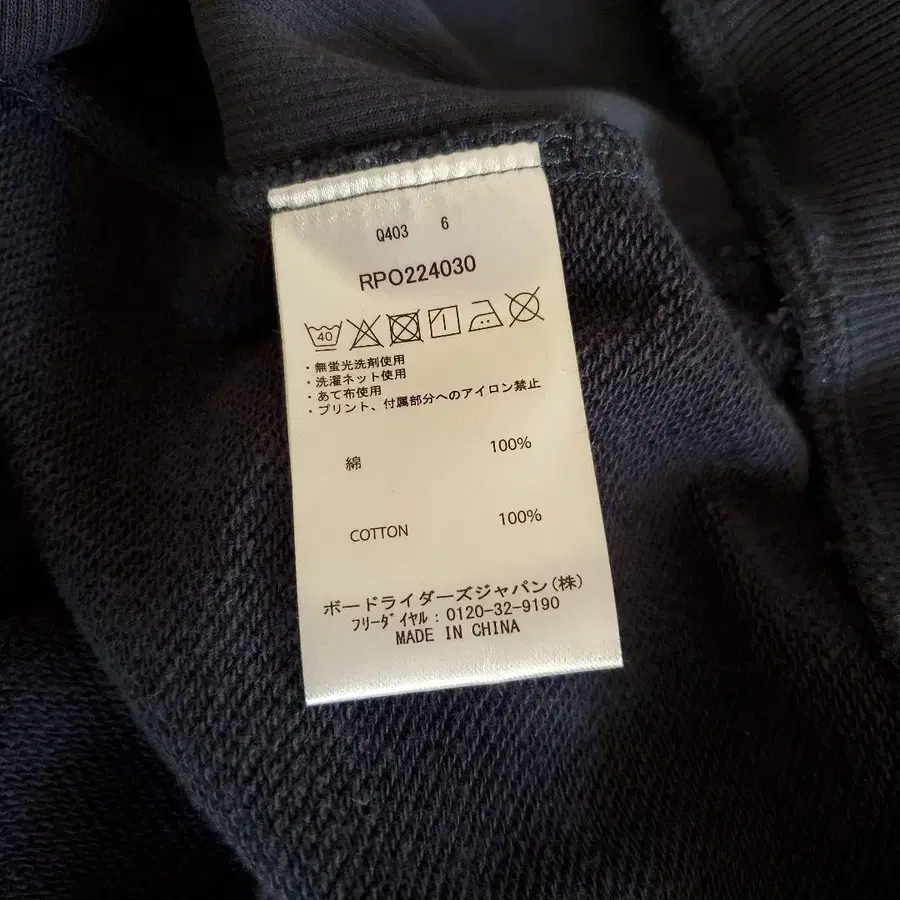 Q403 6
RPO224030
40
・無蛍光洗剤使用
・洗濯ネット使用
・あて布使用
・プリント、付属部分へのアイロン禁止
綿 100%
COTTON 100%
ボードライダーズジャパン(株)
フリーダイヤル：0120-32-9190
MADE IN CHINA